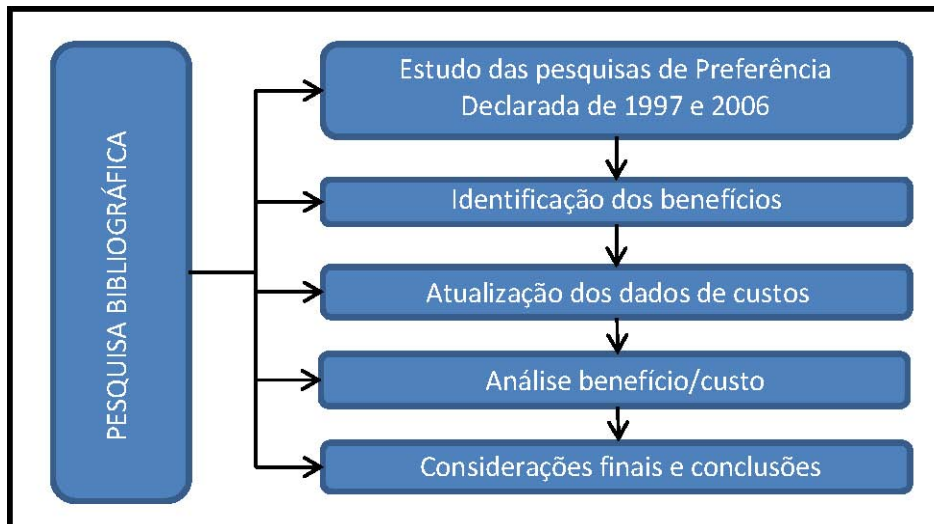 PESQUISA BIBLIOGRÁFICA
Estudo das pesquisas de Preferência
Declarada de 1997 e 2006
Identificação dos benefícios
Atualização dos dados de custos
Análise benefício/custo
Considerações finais e conclusões